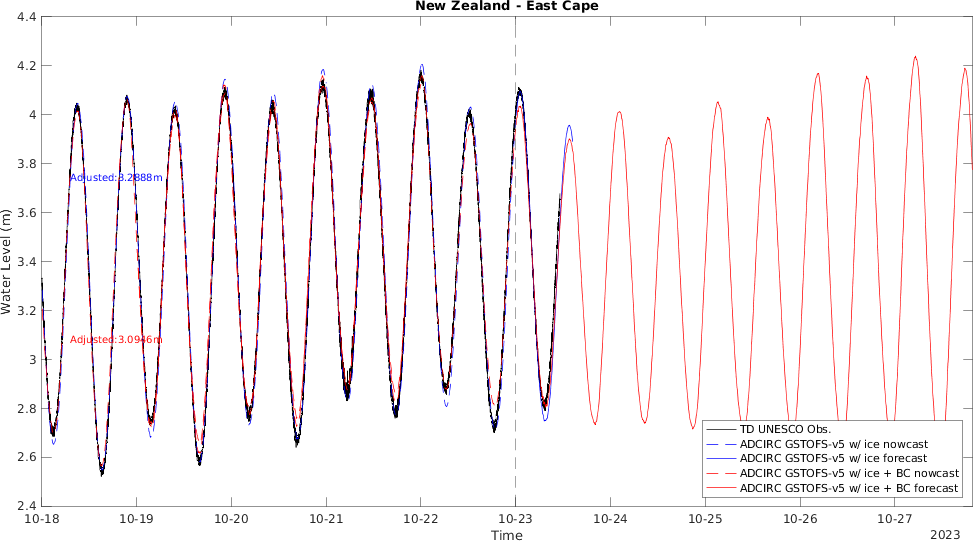 New Zealand - East Cape
4.4
4.2
4
3.8
3.6
3.4
3.2
3
2.8
2.6
2.4
Water Level (m)
Adjusted:3.2888m
Adjusted:3.0946m
TD UNESCO Obs.
ADCIRC GSTOFS-v5 w/ ice nowcast
ADCIRC GSTOFS-v5 w/ ice forecast
ADCIRC GSTOFS-v5 w/ ice + BC nowcast
ADCIRC GSTOFS-v5 w/ ice + BC forecast
10-18 10-19 10-20 10-21 10-22 10-23 10-24 10-25 10-26 10-27
Time
2023